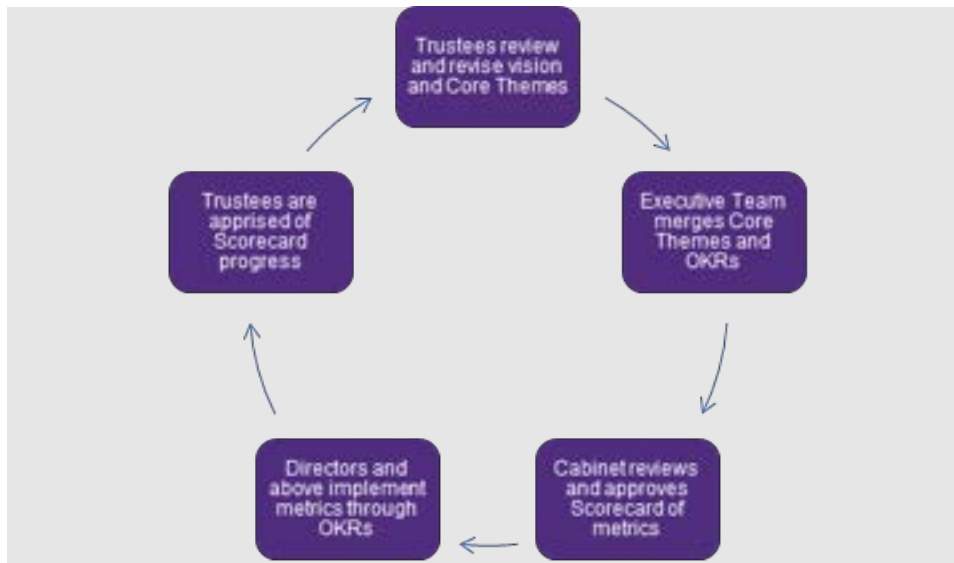 Trustees review
and revise vision
and Core Themes
Executive Team
merges Core
Themes and
OKRs
Cabinet reviews
and approves
Scorecard of
metrics
Directors and
above implement
metrics through
OKRs
Trustees are
apprised of
Scorecard
progress